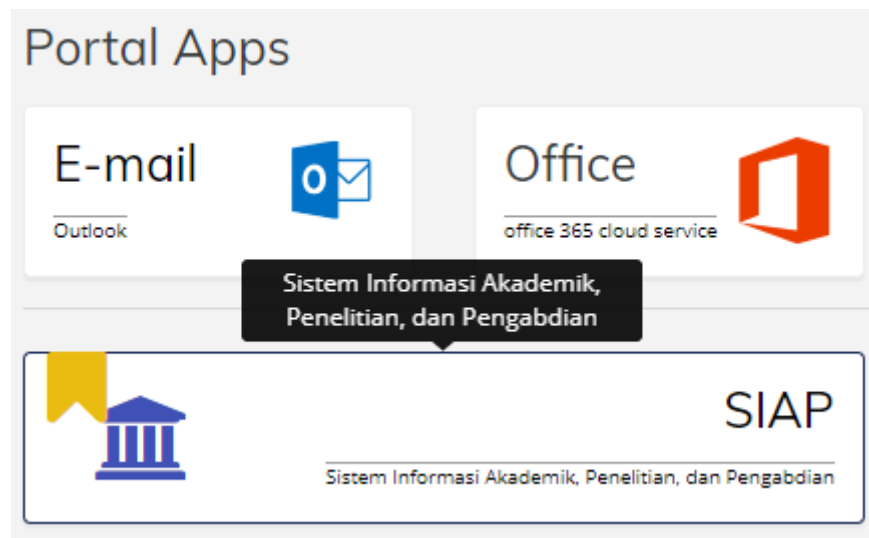 Portal Apps
E-mail
Outlook
Office
office 365 cloud service
Sistem Informasi Akademik,
Penelitian, dan Pengabdian
SIAP
Sistem Informasi Akademik, Penelitian, dan Pengabdian